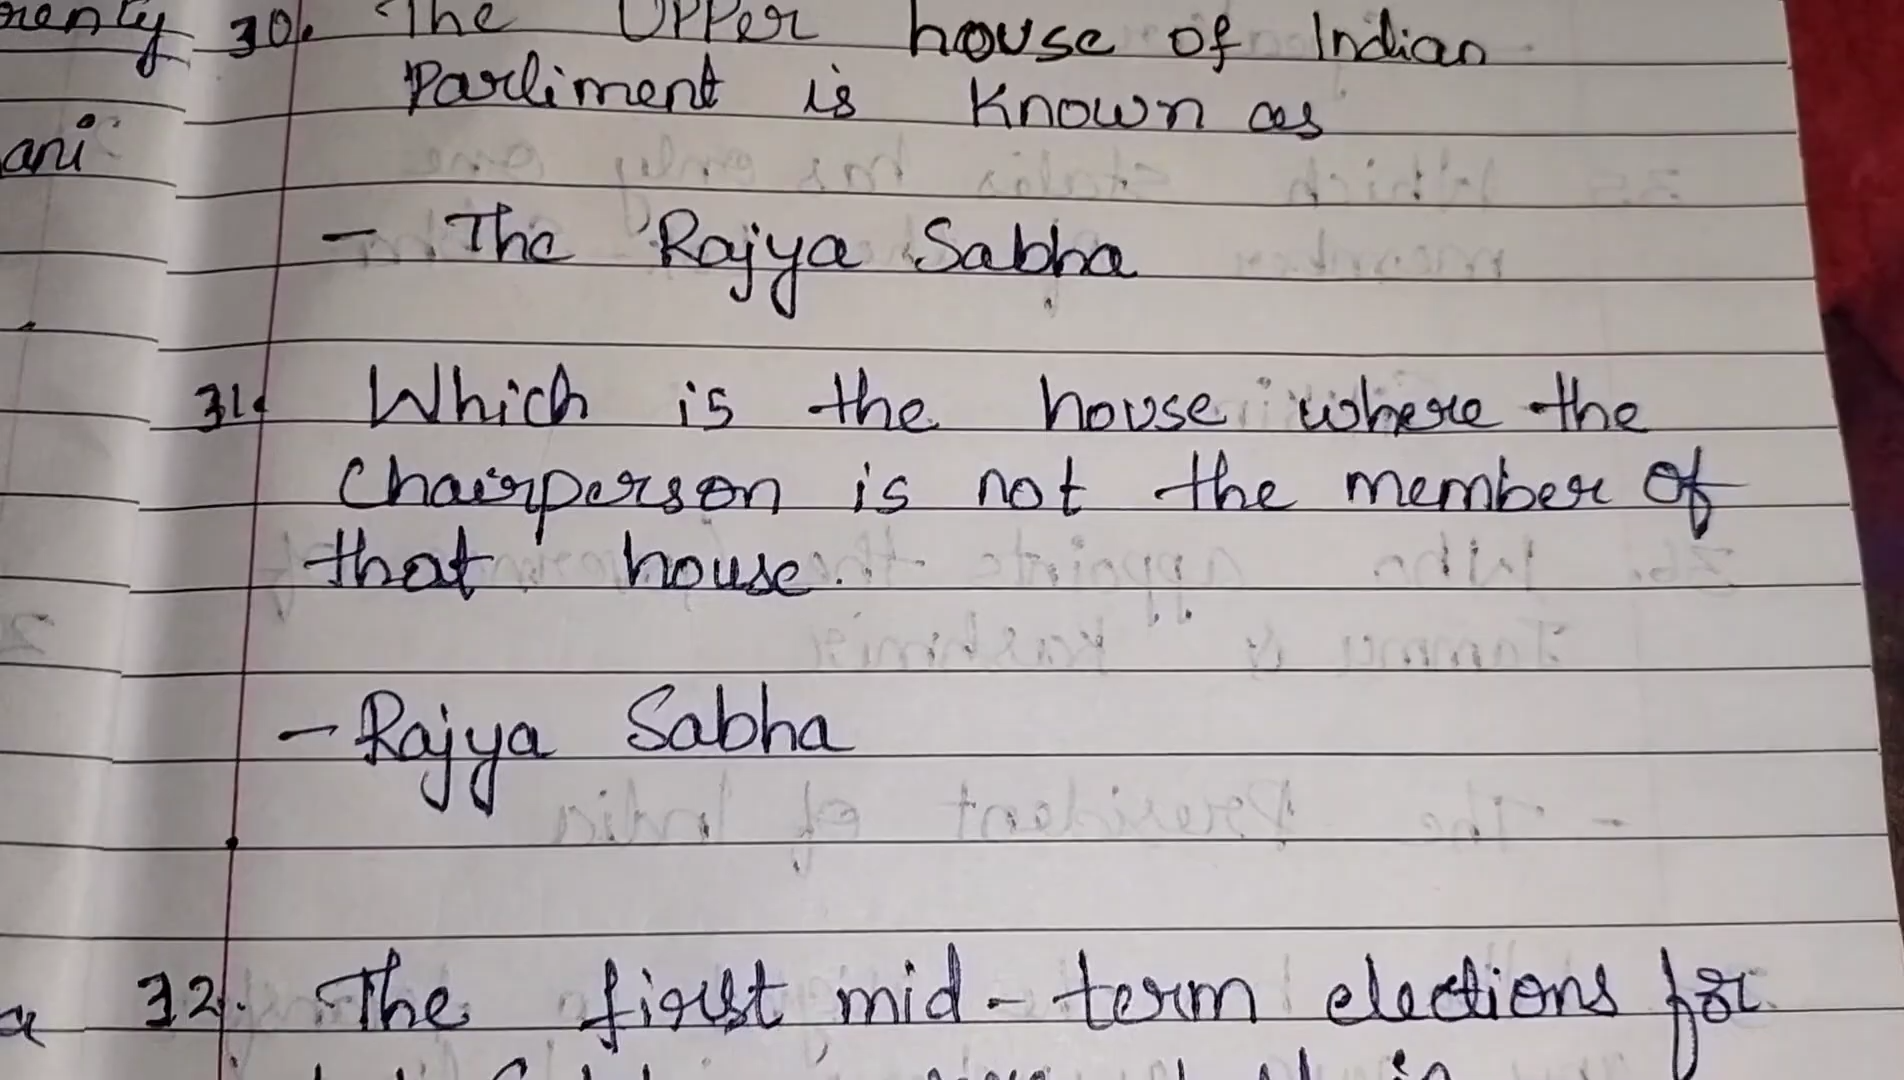 30. The Upper house of Indian
Parliment is Known as
- The Rajya Sabha
31. Which is the house where the
Chairperson is not the member of
that house.
- Rajya Sabha
32. The first mid-term elections for
ani